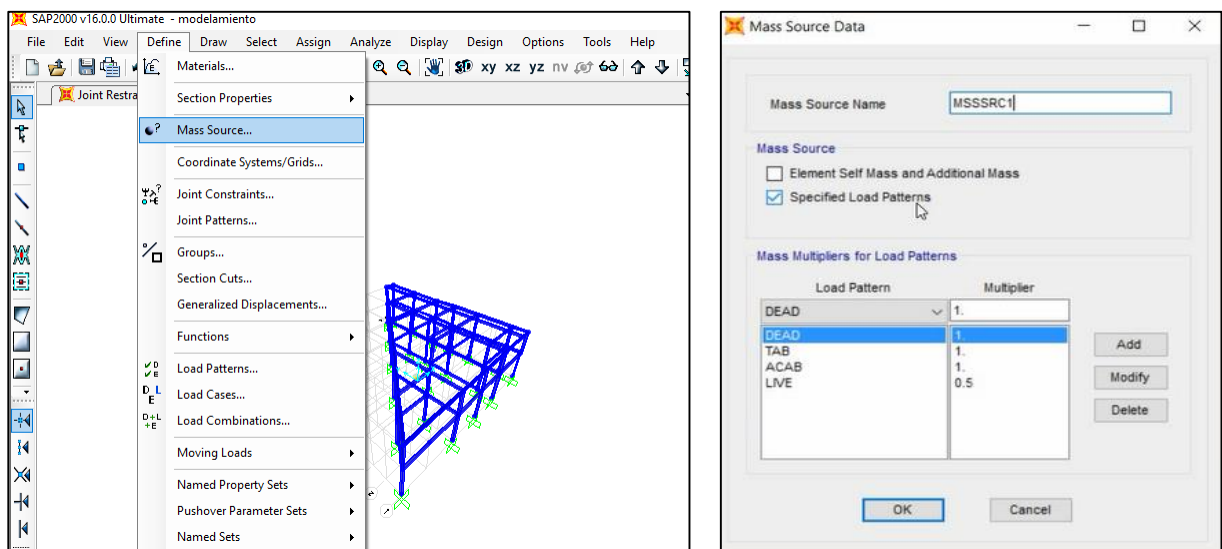 SAP2000 v16.0.0 Ultimate - modelamiento
File Edit View Define Draw Select Assign Analyze Display Design Options Tools Help
xy xz yz nv
Joint Restra
Materials...
Section Properties
Mass Source...
Coordinate Systems/Grids...
Joint Constraints...
Joint Patterns...
Groups...
Section Cuts...
Generalized Displacements...
Functions
Load Patterns...
Load Cases...
Load Combinations...
Moving Loads
Named Property Sets
Pushover Parameter Sets
Named Sets
Mass Source Data
Mass Source Name MSSSRC1
Mass Source
Element Self Mass and Additional Mass
Specified Load Patterns
Mass Multipliers for Load Patterns
Load Pattern Multiplier
DEAD 1.
DEAD 1.
TAB 1.
ACAB 1.
LIVE 0.5
Add
Modify
Delete
OK Cancel